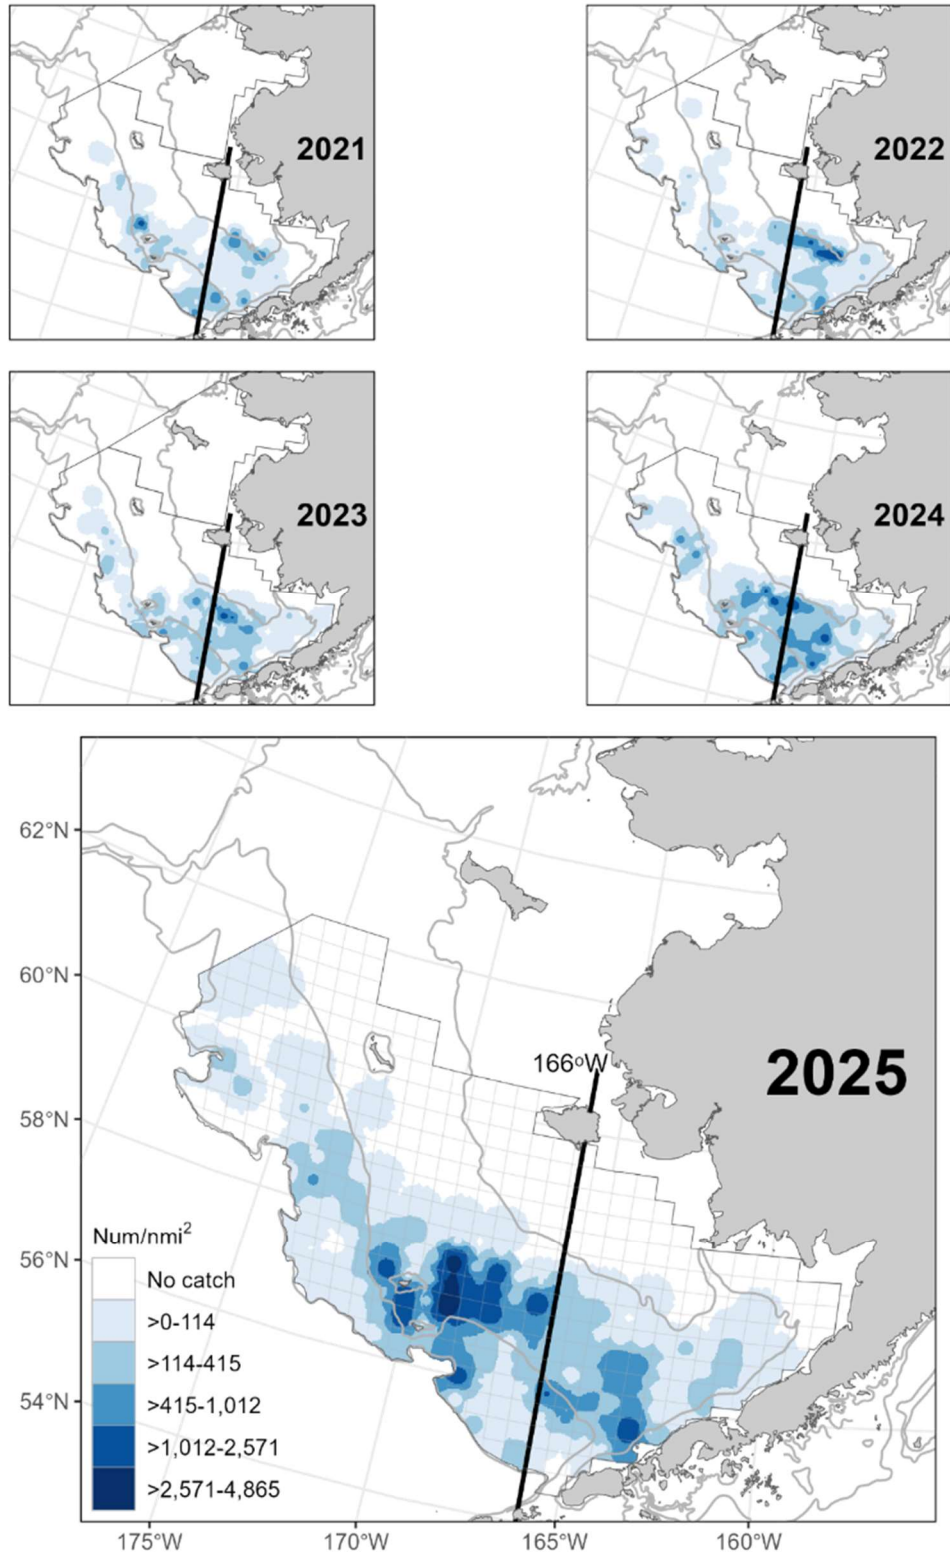 2021
2022
2023
2024
62°N
60°N
58°N
56°N
54°N
166°W
2025
Num/nmi²
No catch
>0-114
>114-415
>415-1,012
>1,012-2,571
>2,571-4,865
175°W
170°W
165°W
160°W